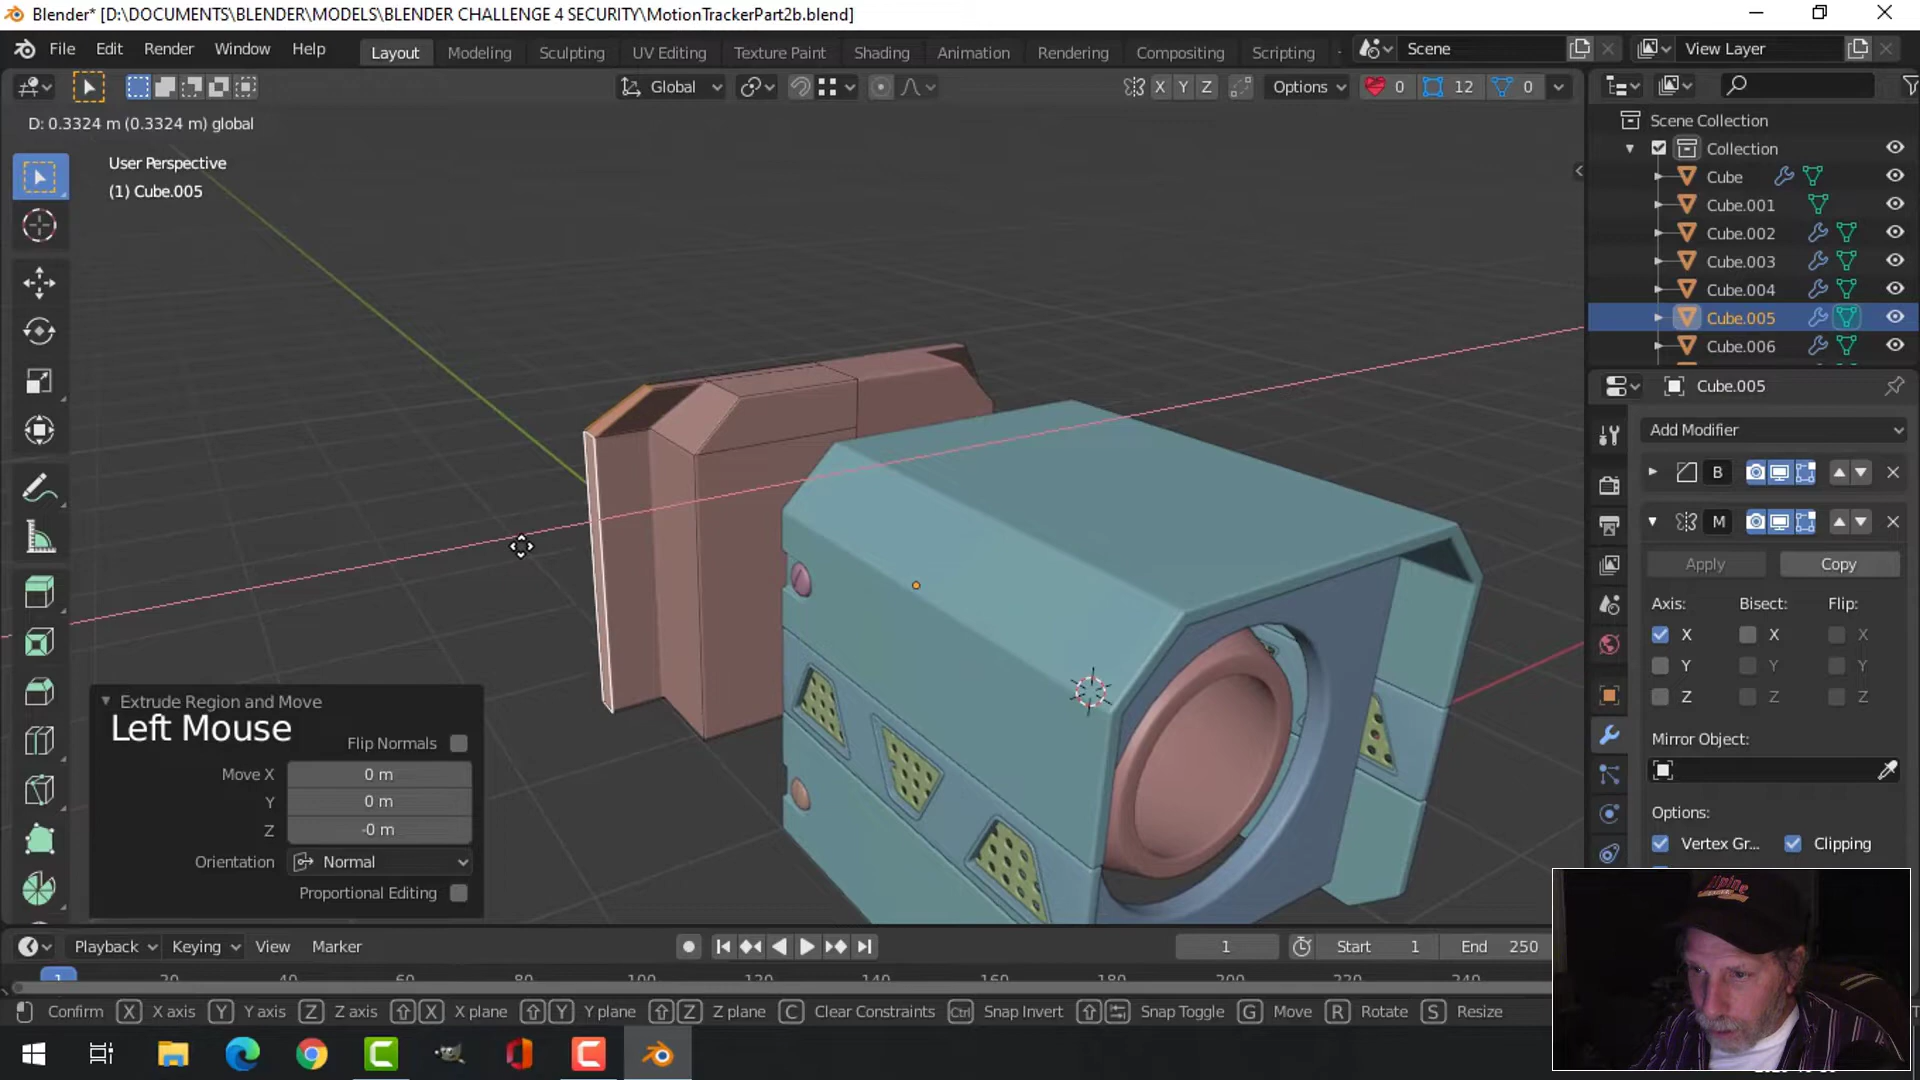 Blender* [D:\DOCUMENTS\BLENDER\MODELS\BLENDER CHALLENGE 4 SECURITY\MotionTrackerPart2b.blend]
File Edit Render Window Help Layout Modeling Sculpting UV Editing Texture Paint Shading Animation Rendering Compositing Scripting Scene View Layer
Global X Y Z Options 0 12 0
D: 0.3324 m (0.3324 m) global
User Perspective
(1) Cube.005
Scene Collection
Collection
Cube
Cube.001
Cube.002
Cube.003
Cube.004
Cube.005
Cube.006
Cube.005
Add Modifier
B
M
Apply Copy
Axis: Bisect: Flip:
X X X
Y Y Y
Z Z Z
Mirror Object:
Options:
Vertex Gr... Clipping
Extrude Region and Move
Left Mouse
Flip Normals
Move X 0 m
Y 0 m
Z -0 m
Orientation Normal
Proportional Editing
Playback Keying View Marker 1 Start 1 End 250
1 20 40 60 80 100 120 140 160 180 200 220 240
Confirm X X axis Y Y axis Z Z axis X X plane Y Y plane Z Z plane C Clear Constraints Ctrl Snap Invert Snap Toggle G Move R Rotate S Resize